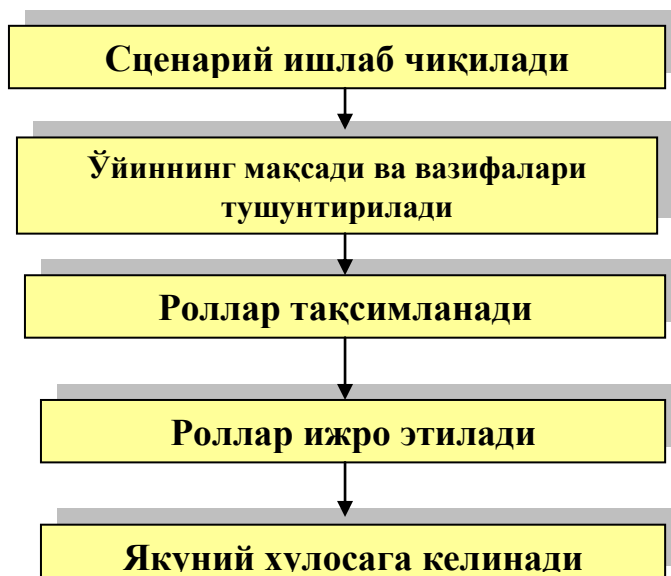 Сценарий ишлаб чиқилади
Ўйиннинг мақсади ва вазифалари
тушунтирилади
Роллар тақсимланади
Роллар ижро этилади
Якуний хулосага келинади